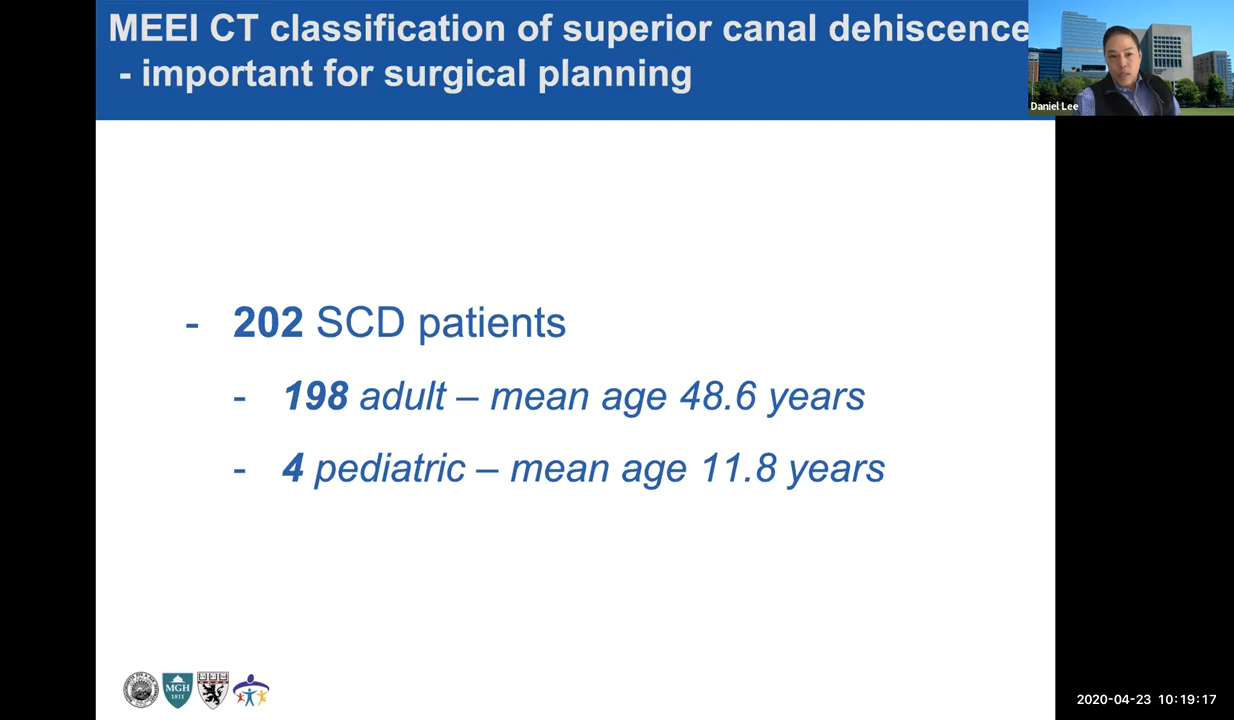 MEEI CT classification of superior canal dehiscence
- important for surgical planning
Daniel Lee
- 202 SCD patients
- 198 adult – mean age 48.6 years
- 4 pediatric – mean age 11.8 years
MGH
1811
2020-04-23 10:19:17